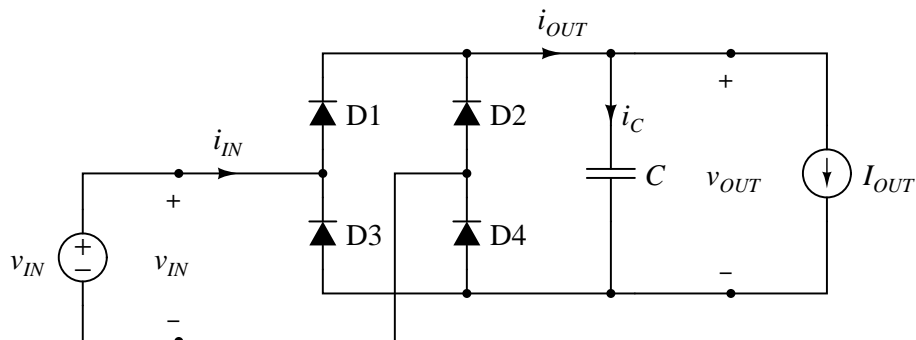 i_OUT
+
D1 D2
i_C
i_IN
+ C v_OUT I_OUT
D3 D4
v_IN + − v_IN
−
−